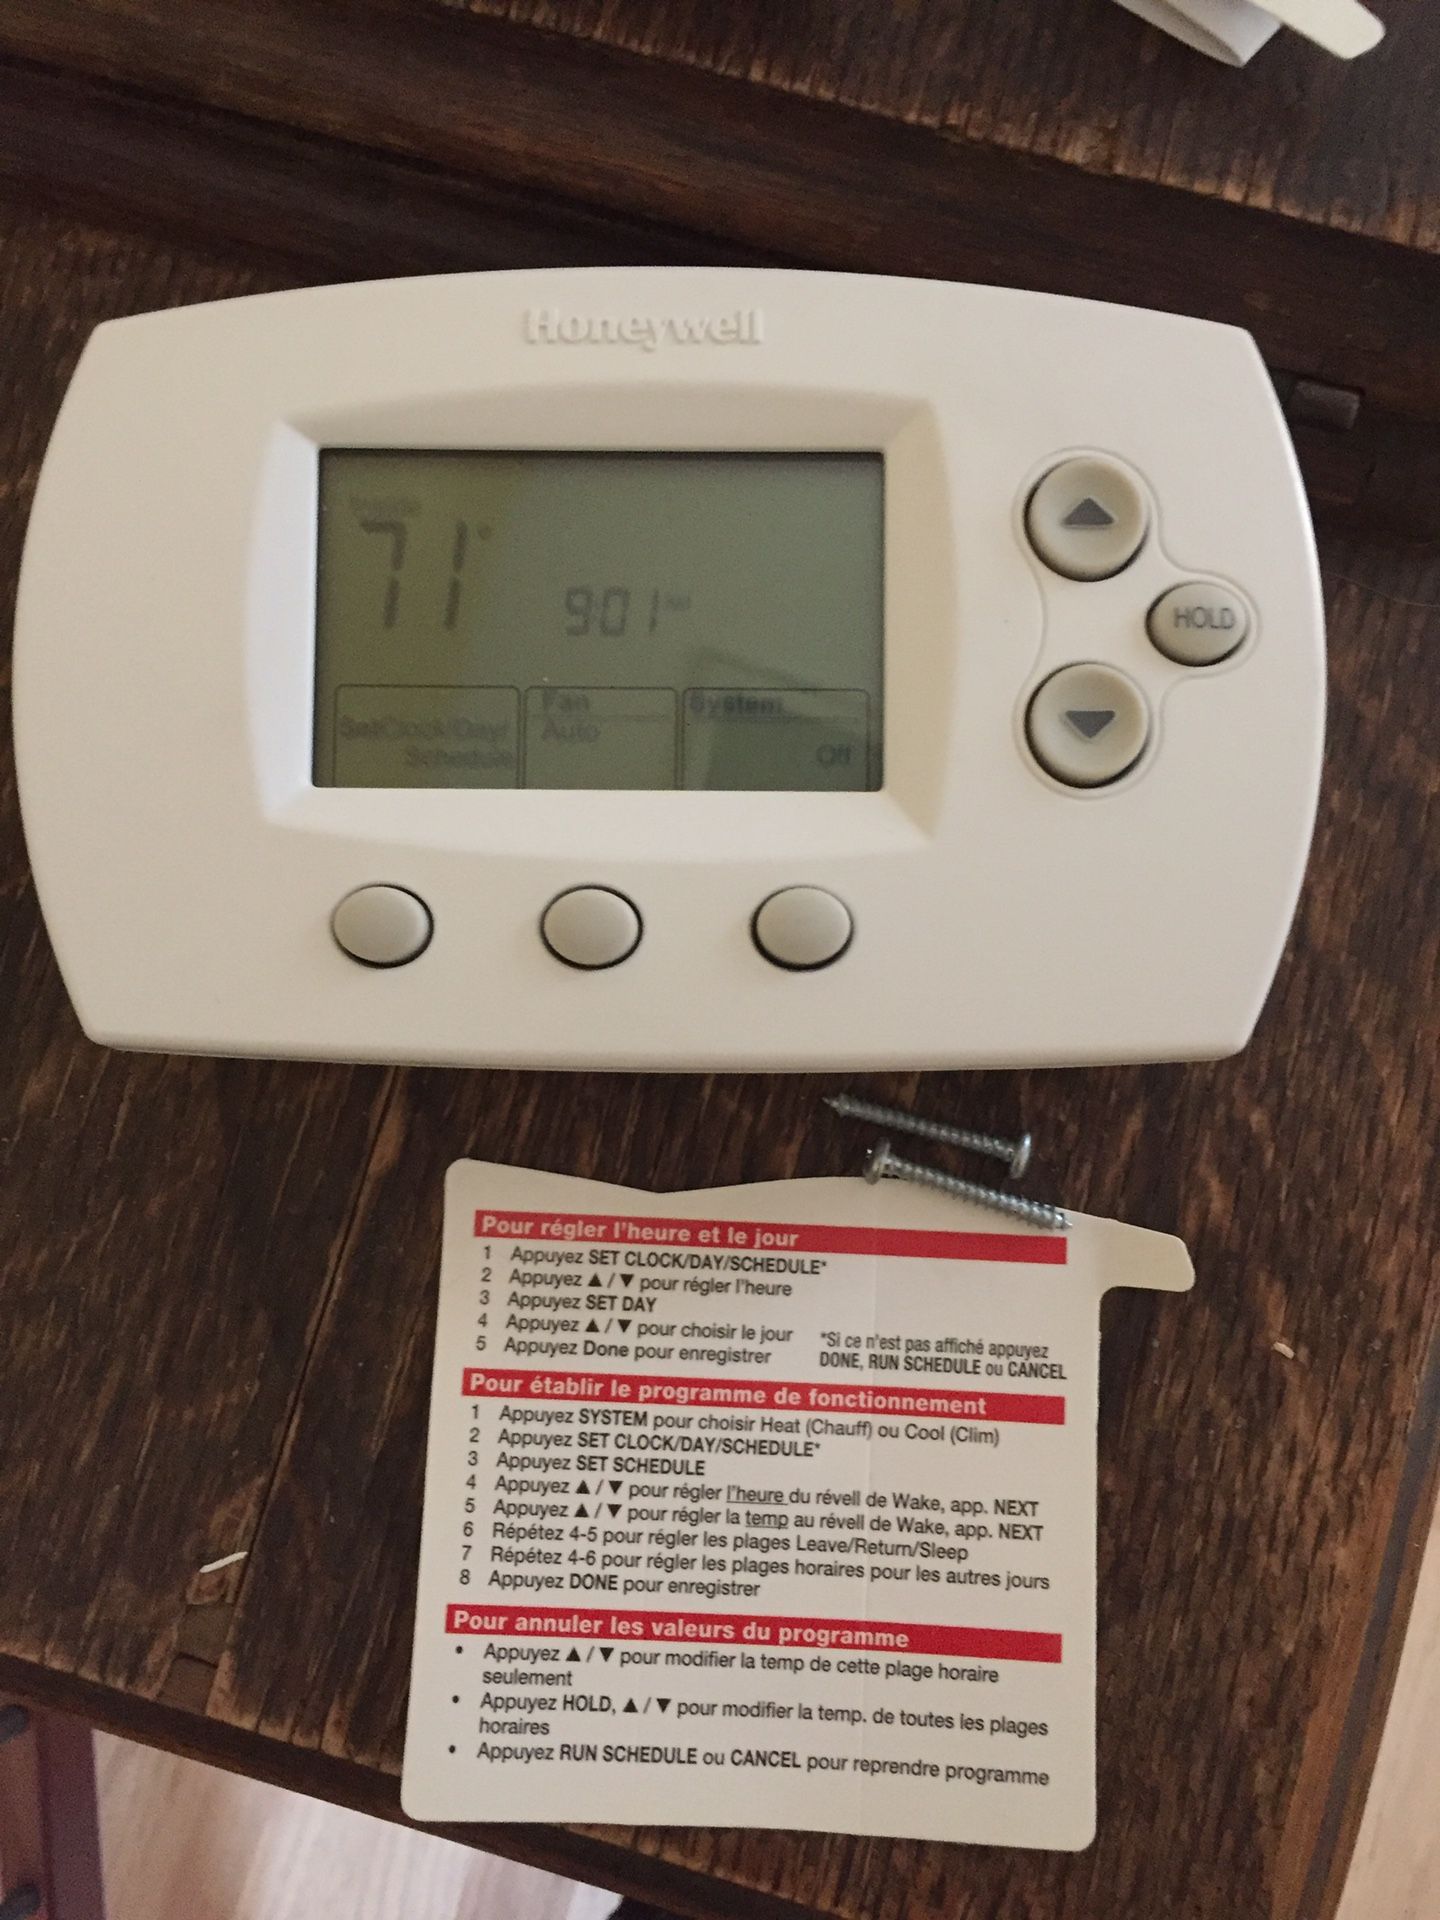 Honeywell
71°
9:01
Fan
System
Set Clock/Day/
Auto
Schedule
Off
HOLD
Pour régler l'heure et le jour
1 Appuyez SET CLOCK/DAY/SCHEDULE*
2 Appuyez ▲ / ▼ pour régler l'heure
3 Appuyez SET DAY
4 Appuyez ▲ / ▼ pour choisir le jour
5 Appuyez Done pour enregistrer
*Si ce n'est pas affiché appuyez
DONE, RUN SCHEDULE ou CANCEL
Pour établir le programme de fonctionnement
1 Appuyez SYSTEM pour choisir Heat (Chauff) ou Cool (Clim)
2 Appuyez SET CLOCK/DAY/SCHEDULE*
3 Appuyez SET SCHEDULE
4 Appuyez ▲ / ▼ pour régler l'heure du révell de Wake, app. NEXT
5 Appuyez ▲ / ▼ pour régler la temp au révell de Wake, app. NEXT
6 Répétez 4-5 pour régler les plages Leave/Return/Sleep
7 Répétez 4-6 pour régler les plages horaires pour les autres jours
8 Appuyez DONE pour enregistrer
Pour annuler les valeurs du programme
• Appuyez ▲ / ▼ pour modifier la temp de cette plage horaire
seulement
• Appuyez HOLD, ▲ / ▼ pour modifier la temp. de toutes les plages
horaires
• Appuyez RUN SCHEDULE ou CANCEL pour reprendre programme